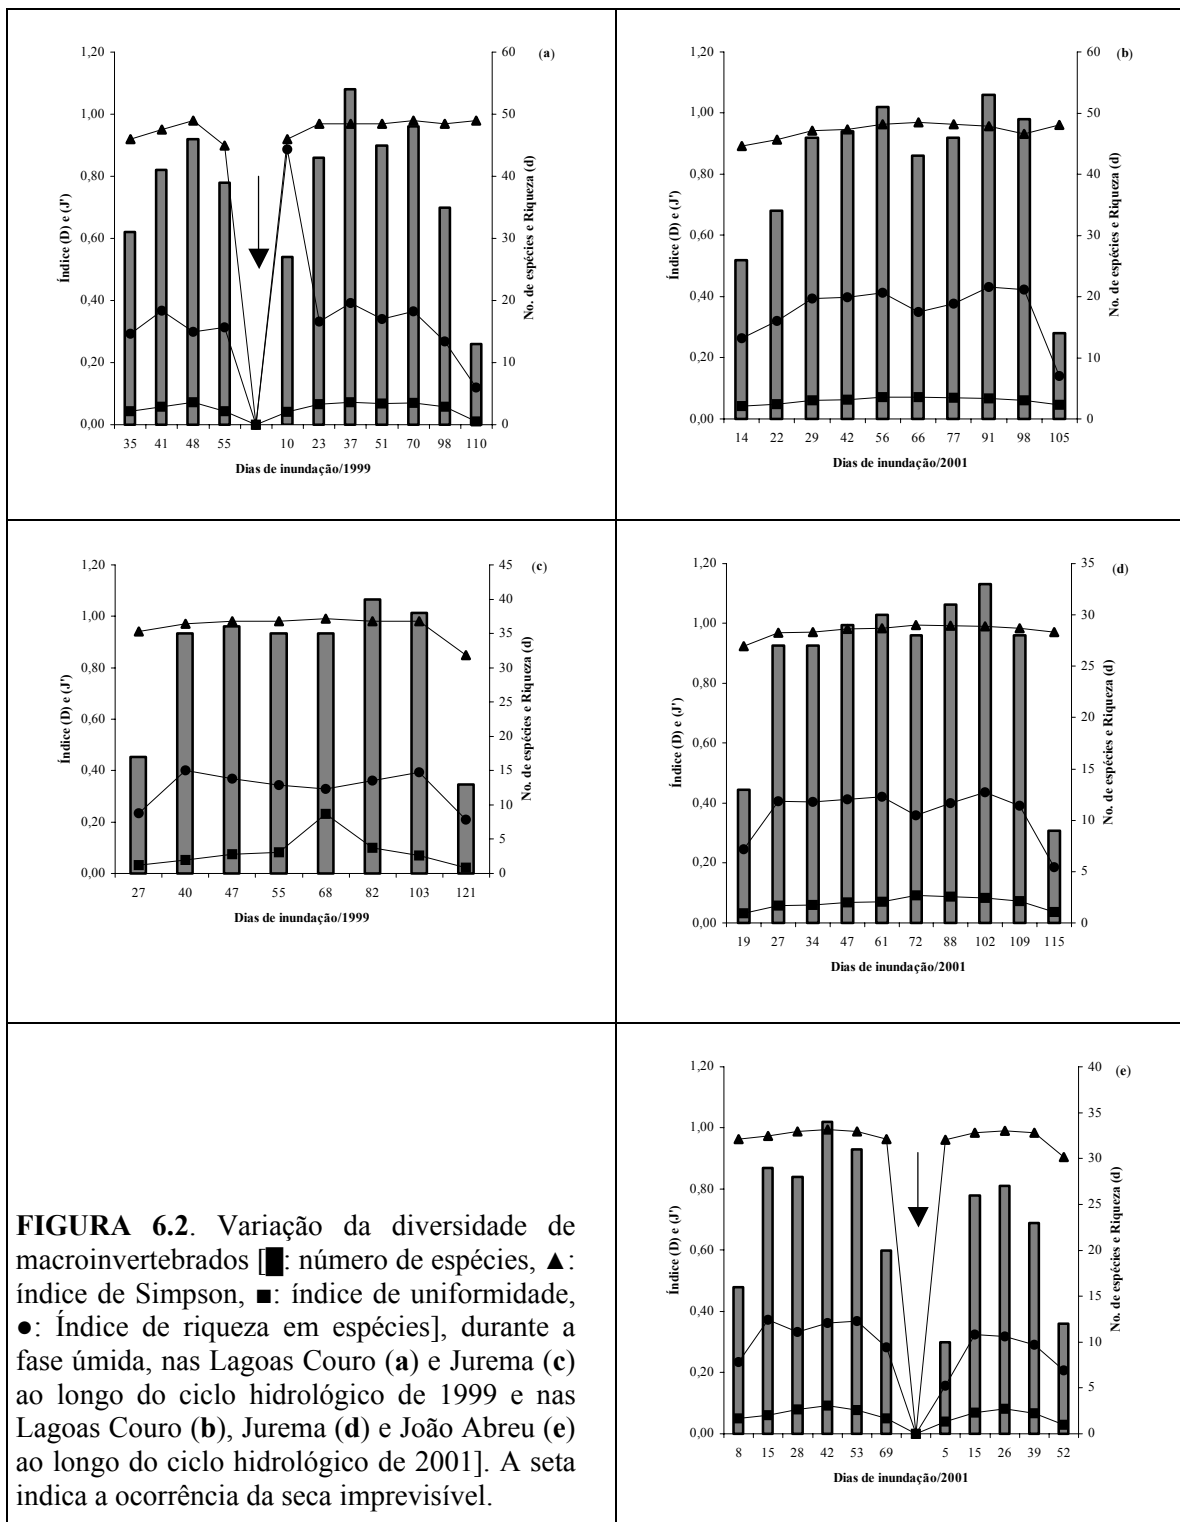 (a)
1,20
1,00
0,80
0,60
0,40
0,20
0,00
Índice (D) e (J')
60
50
40
30
20
10
0
No. de espécies e Riqueza (d)
35 41 48 55 10 23 37 51 70 98 110
Dias de inundação/1999
(b)
1,20
1,00
0,80
0,60
0,40
0,20
0,00
Índice (D) e (J')
60
50
40
30
20
10
0
No. de espécies e Riqueza (d)
14 22 29 42 56 66 77 91 98 105
Dias de inundação/2001
(c)
1,20
1,00
0,80
0,60
0,40
0,20
0,00
Índice (D) e (J')
45
40
35
30
25
20
15
10
5
0
No. de espécies e Riqueza (d)
27 40 47 55 68 82 103 121
Dias de inundação/1999
(d)
1,20
1,00
0,80
0,60
0,40
0,20
0,00
Índice (D) e (J')
35
30
25
20
15
10
5
0
No. de espécies e Riqueza (d)
19 27 34 47 61 72 88 102 109 115
Dias de inundação/2001
FIGURA 6.2. Variação da diversidade de
macroinvertebrados [█: número de espécies, ▲:
índice de Simpson, ■: índice de uniformidade,
●: Índice de riqueza em espécies], durante a
fase úmida, nas Lagoas Couro (a) e Jurema (c)
ao longo do ciclo hidrológico de 1999 e nas
Lagoas Couro (b), Jurema (d) e João Abreu (e)
ao longo do ciclo hidrológico de 2001]. A seta
indica a ocorrência da seca imprevisível.
(e)
1,20
1,00
0,80
0,60
0,40
0,20
0,00
Índice (D) e (J')
40
35
30
25
20
15
10
5
0
No. de espécies e Riqueza (d)
8 15 28 42 53 69 5 15 26 39 52
Dias de inundação/2001